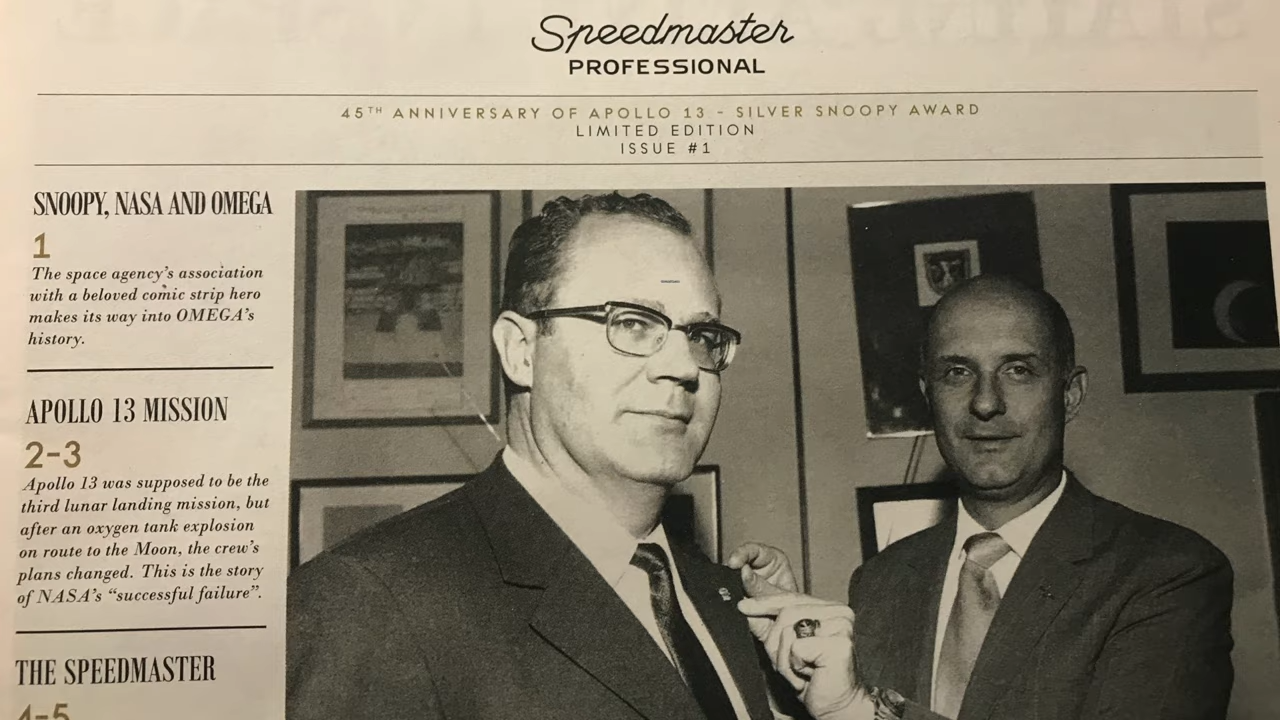 Speedmaster
PROFESSIONAL
45TH ANNIVERSARY OF APOLLO 13 - SILVER SNOOPY AWARD
LIMITED EDITION
ISSUE #1
SNOOPY, NASA AND OMEGA
1
The space agency's association
with a beloved comic strip hero
makes its way into OMEGA's
history.
APOLLO 13 MISSION
2-3
Apollo 13 was supposed to be the
third lunar landing mission, but
after an oxygen tank explosion
on route to the Moon, the crew's
plans changed. This is the story
of NASA's “successful failure”.
THE SPEEDMASTER
4-5